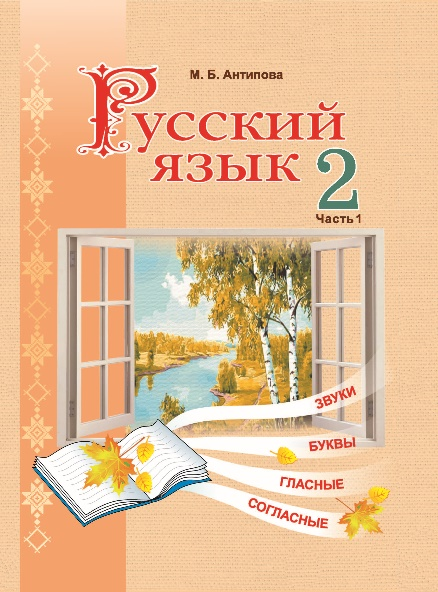 М. Б. Антипова
Русский
язык 2
Часть 1
ЗВУКИ
БУКВЫ
ГЛАСНЫЕ
СОГЛАСНЫЕ